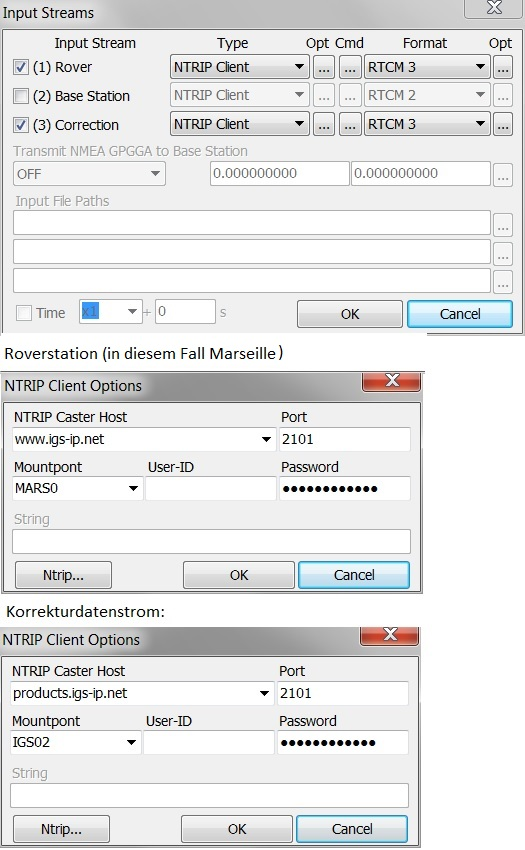 Input Streams
Input Stream Type Opt Cmd Format Opt
(1) Rover NTRIP Client ... ... RTCM 3 ...
(2) Base Station NTRIP Client ... ... RTCM 2 ...
(3) Correction NTRIP Client ... ... RTCM 3 ...
Transmit NMEA GPGGA to Base Station
OFF 0.000000000 0.000000000 ...
Input File Paths
...
...
...
Time x1 + 0 s OK Cancel
Roverstation (in diesem Fall Marseille)
NTRIP Client Options
NTRIP Caster Host Port
www.igs-ip.net 2101
Mountpont User-ID Password
MARS0 ●●●●●●●●●●●●
String
Ntrip... OK Cancel
Korrekturdatenstrom:
NTRIP Client Options
NTRIP Caster Host Port
products.igs-ip.net 2101
Mountpont User-ID Password
IGS02 ●●●●●●●●●●●●
String
Ntrip... OK Cancel